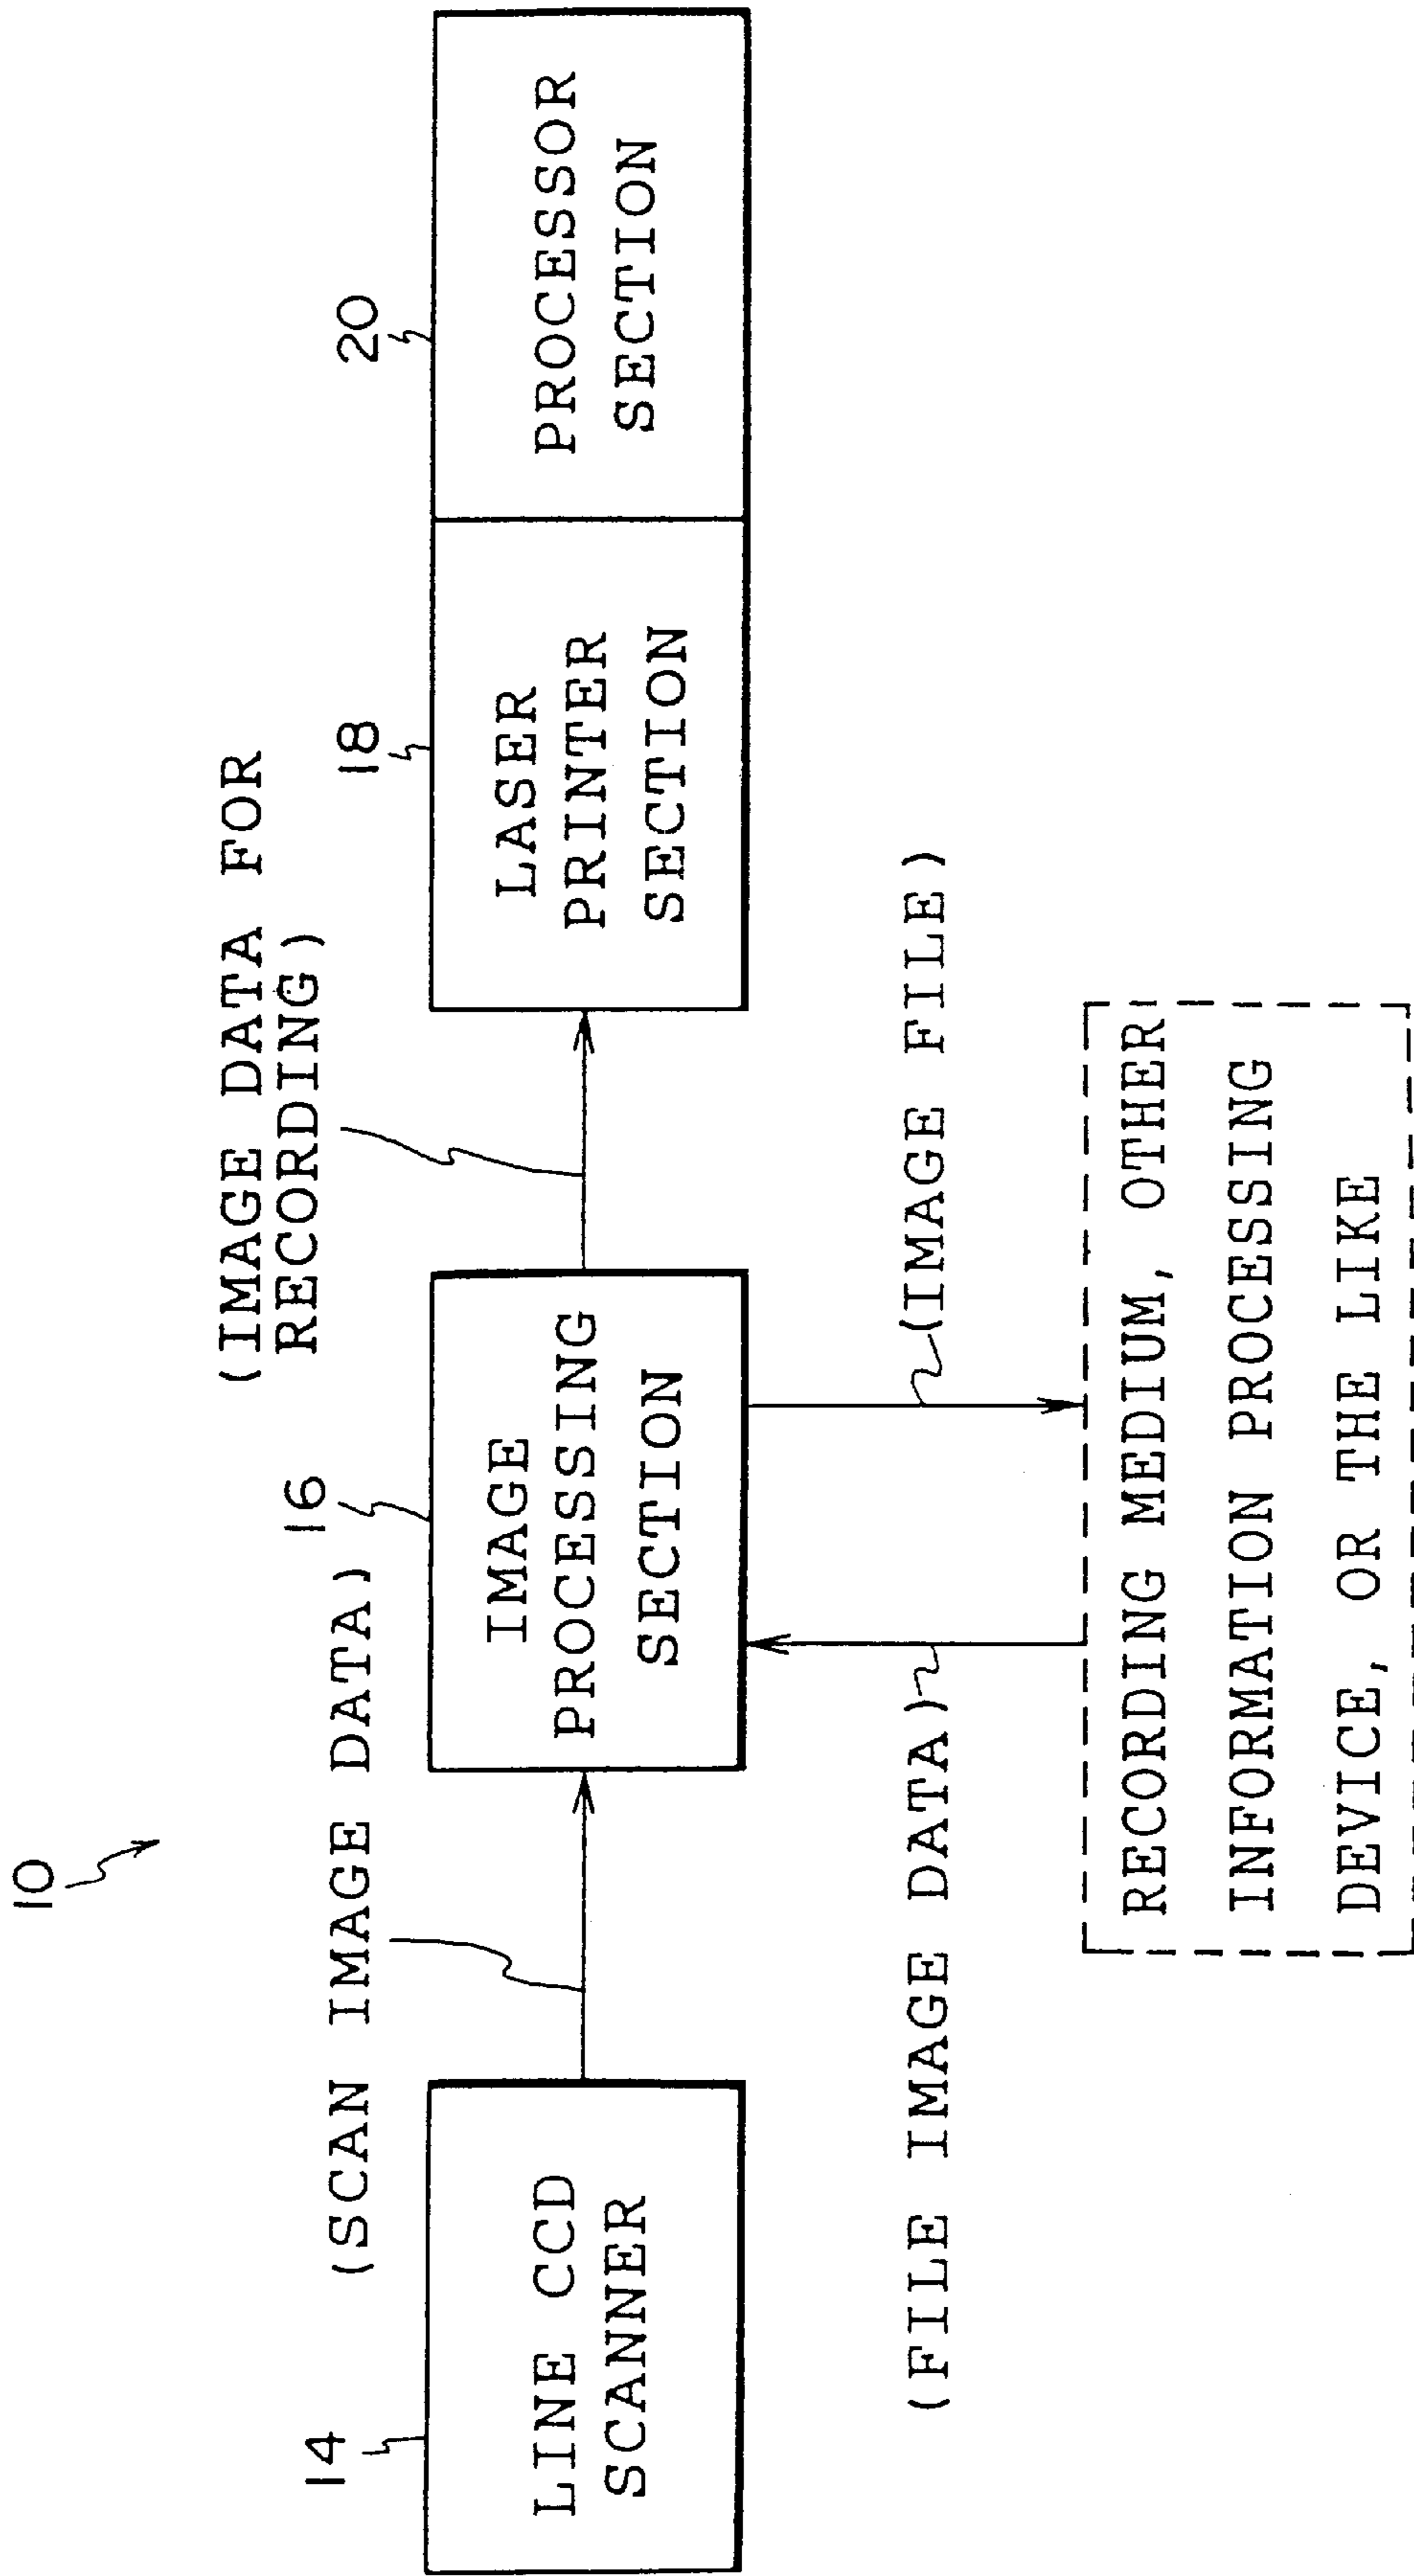 10
(IMAGE DATA FOR
RECORDING)
(SCAN IMAGE DATA)
14
16
18
20
LINE CCD
SCANNER
IMAGE
PROCESSING
SECTION
LASER
PRINTER
SECTION
PROCESSOR
SECTION
(FILE IMAGE DATA)
(IMAGE FILE)
RECORDING MEDIUM, OTHER
INFORMATION PROCESSING
DEVICE, OR THE LIKE